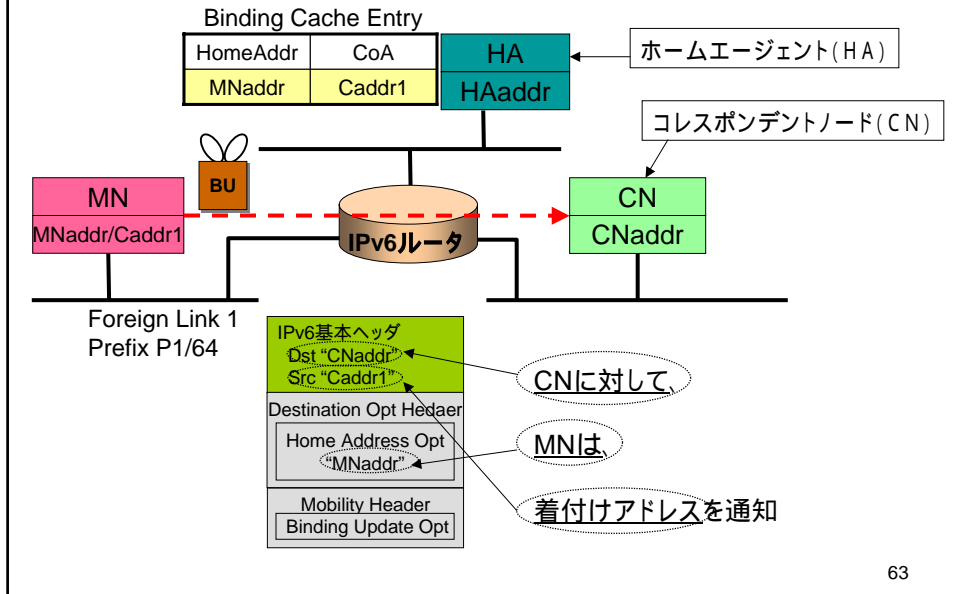 Binding Cache Entry
HomeAddr CoA
MNaddr Caddr1
HA
HAaddr
ホームエージェント(HA)
コレスポンデントノード(CN)
BU
MN
MNaddr/Caddr1
IPv6ルータ
CN
CNaddr
Foreign Link 1
Prefix P1/64
IPv6基本ヘッダ
Dst “CNaddr”
Src “Caddr1”
Destination Opt Hedaer
Home Address Opt
“MNaddr”
Mobility Header
Binding Update Opt
CNに対して、
MNは、
着付けアドレスを通知
63